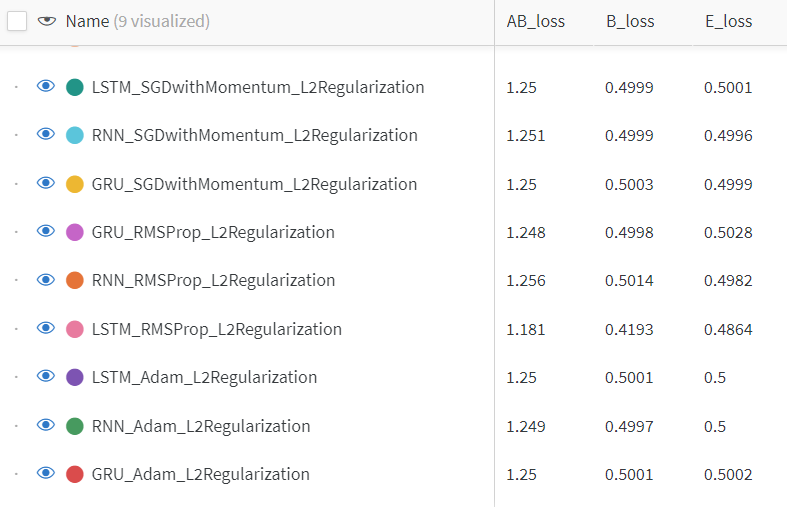 Name (9 visualized) AB_loss B_loss E_loss
LSTM_SGDwithMomentum_L2Regularization 1.25 0.4999 0.5001
RNN_SGDwithMomentum_L2Regularization 1.251 0.4999 0.4996
GRU_SGDwithMomentum_L2Regularization 1.25 0.5003 0.4999
GRU_RMSProp_L2Regularization 1.248 0.4998 0.5028
RNN_RMSProp_L2Regularization 1.256 0.5014 0.4982
LSTM_RMSProp_L2Regularization 1.181 0.4193 0.4864
LSTM_Adam_L2Regularization 1.25 0.5001 0.5
RNN_Adam_L2Regularization 1.249 0.4997 0.5
GRU_Adam_L2Regularization 1.25 0.5001 0.5002